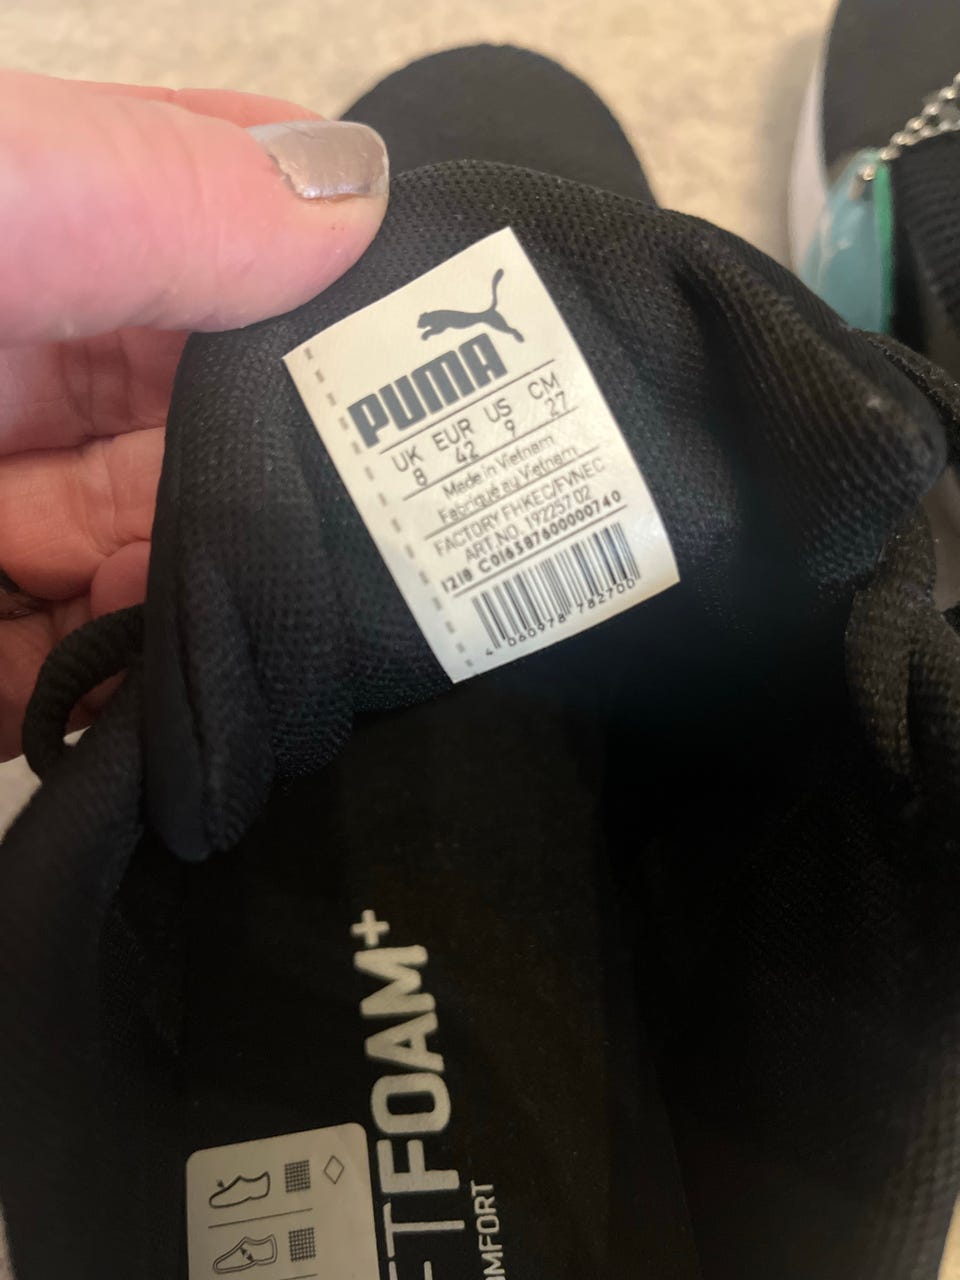 PUMA
UK EUR US CM
8 42 9 27
Made in Vietnam
Fabriqué au Vietnam
FACTORY FHKEC/FVNEC
ART.NO. 192257 02
1218 C016387600000740
4 060978 782700
FOAM+